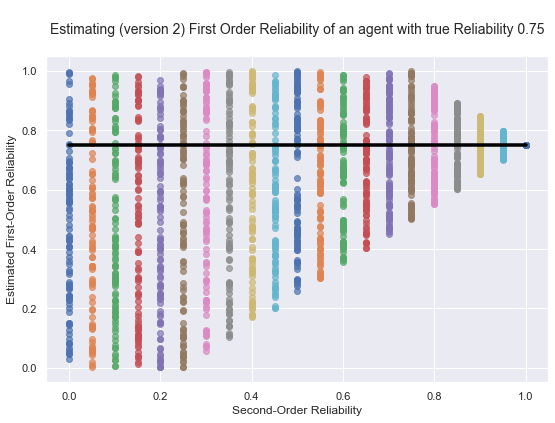 Estimating (version 2) First Order Reliability of an agent with true Reliability 0.75
1.0
0.8
0.6
0.4
0.2
0.0
Estimated First-Order Reliability
0.0 0.2 0.4 0.6 0.8 1.0
Second-Order Reliability